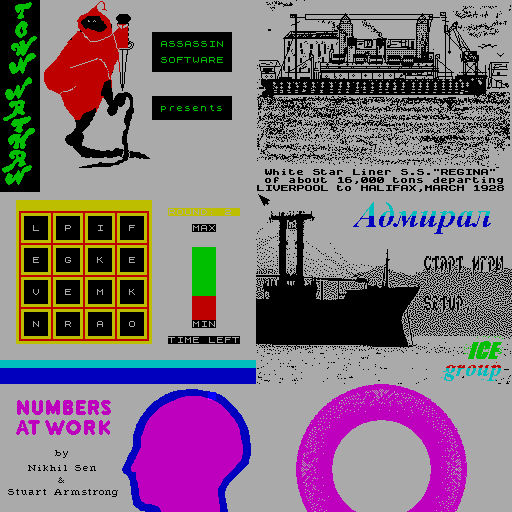 ASSASSIN
SOFTWARE
presents
White Star Liner S.S."REGINA"
of about 16,000 tons departing
LIVERPOOL to HALIFAX,MARCH 1928
L P I F
E G K E
V E M K
N R A O
MAX
MIN
TIME LEFT
Адмирал
СТАРТ ИГРЫ
SETUP
ICE
group
NUMBERS
AT WORK
by
Nikhil Sen
&
Stuart Armstrong